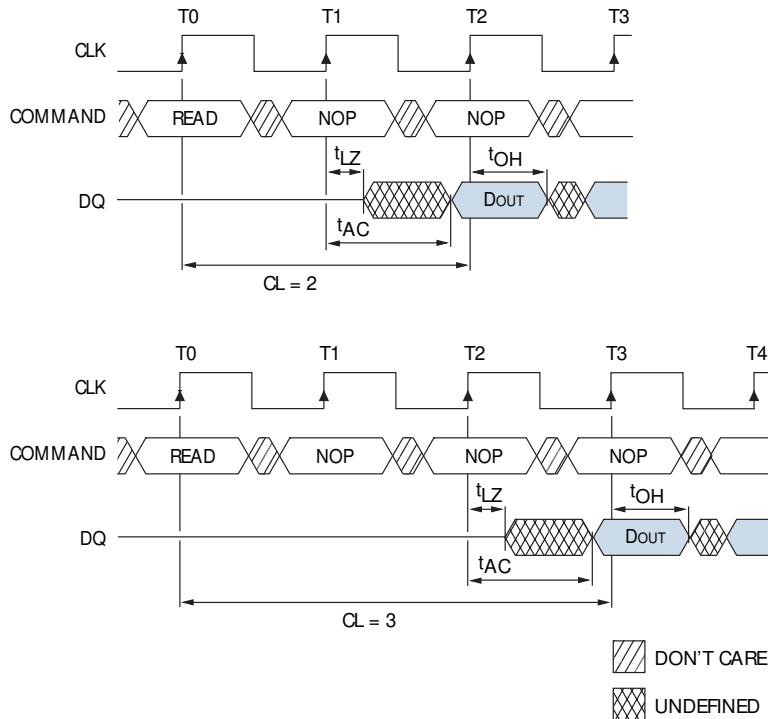 T0 T1 T2 T3
CLK
COMMAND READ NOP NOP
tLZ tOH
DQ DOUT
tAC
CL = 2
T0 T1 T2 T3 T4
CLK
COMMAND READ NOP NOP NOP
tLZ tOH
DQ DOUT
tAC
CL = 3
DON'T CARE
UNDEFINED